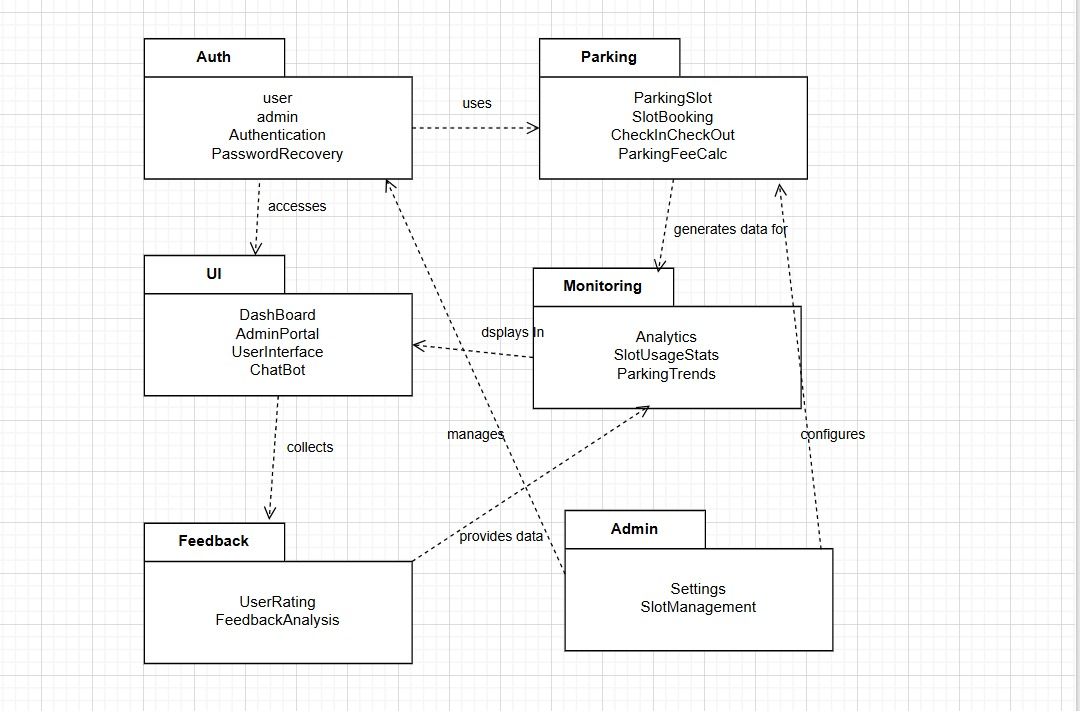 Auth
user
admin
Authentication
PasswordRecovery
uses
Parking
ParkingSlot
SlotBooking
CheckInCheckOut
ParkingFeeCalc
accesses
generates data for
UI
DashBoard
AdminPortal
UserInterface
ChatBot
dsplays In
Monitoring
Analytics
SlotUsageStats
ParkingTrends
collects
manages
configures
Feedback
UserRating
FeedbackAnalysis
provides data
Admin
Settings
SlotManagement